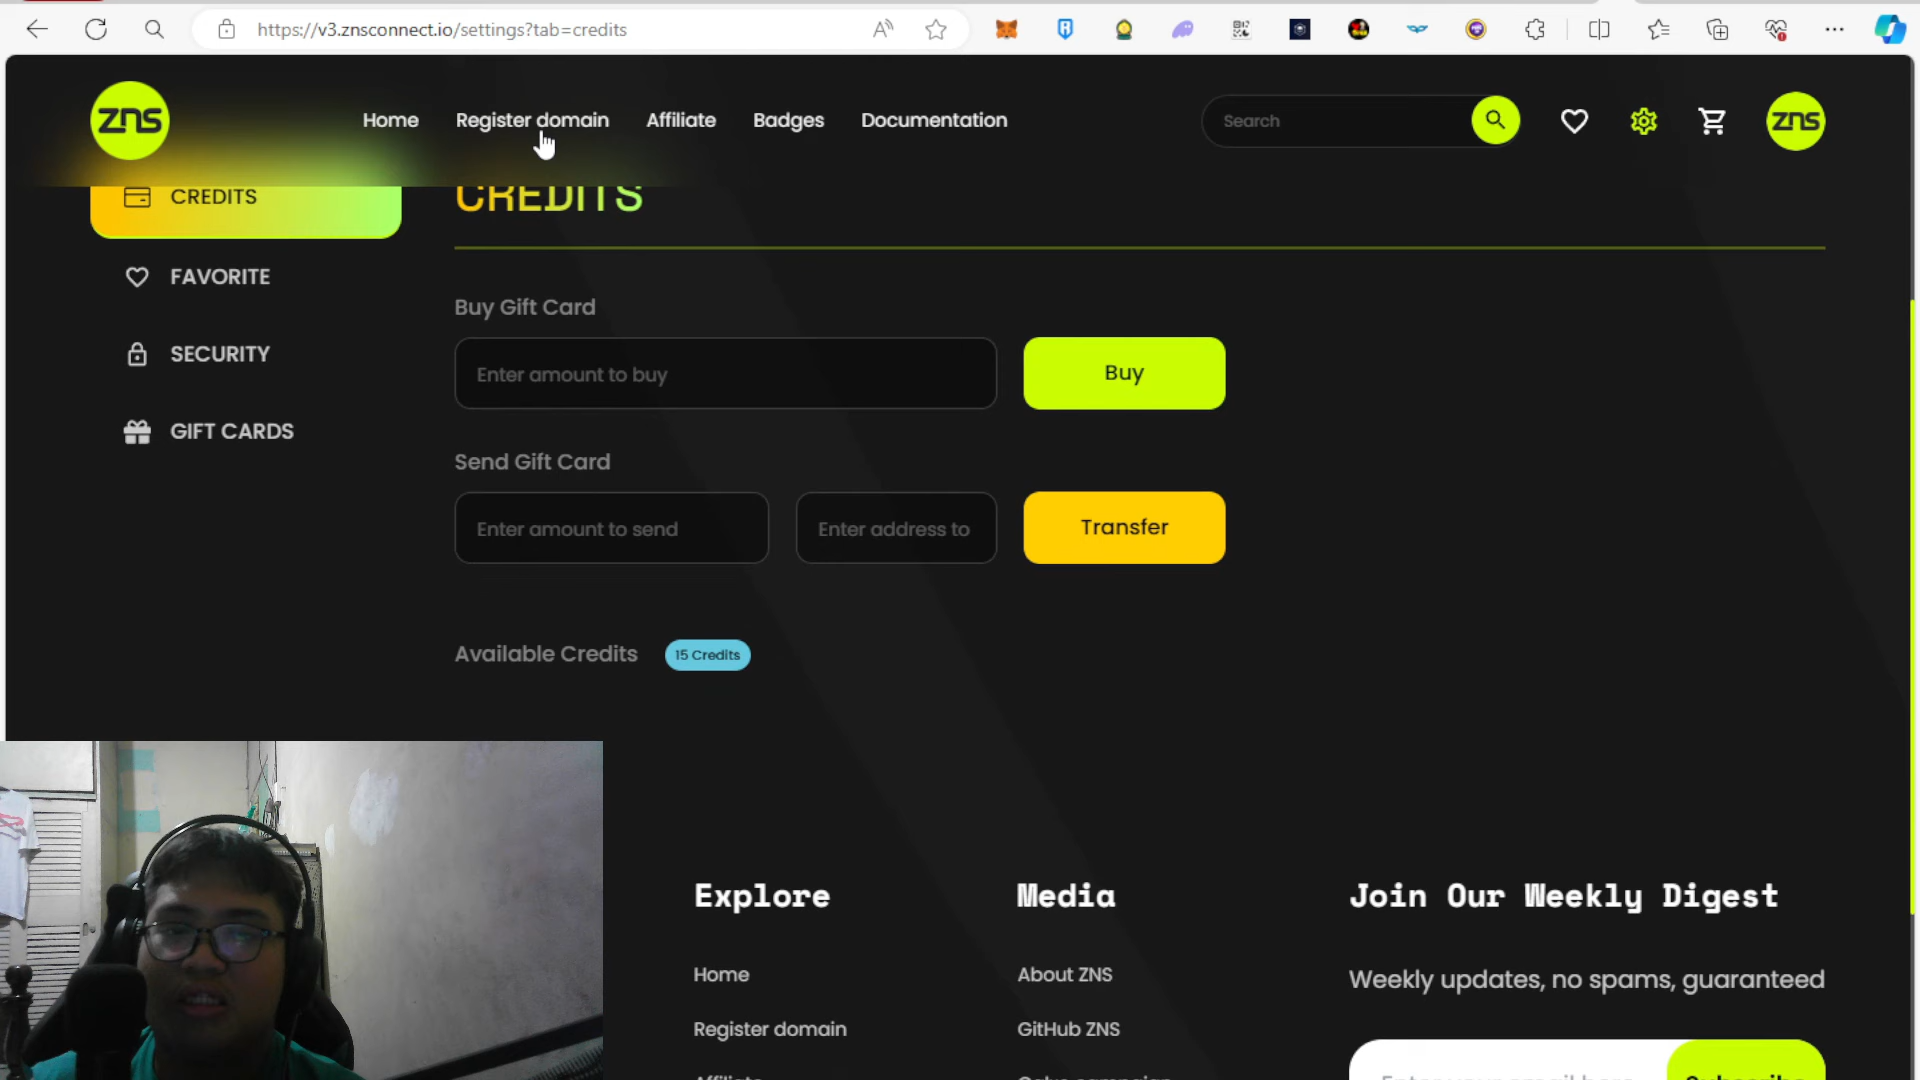 https://v3.znsconnect.io/settings?tab=credits
ZNS
Home
Register domain
Affiliate
Badges
Documentation
Search
ZNS
CREDITS
CREDITS
FAVORITE
SECURITY
GIFT CARDS
Buy Gift Card
Enter amount to buy
Buy
Send Gift Card
Enter amount to send
Enter address to
Transfer
Available Credits
15 Credits
Explore
Media
Join Our Weekly Digest
Home
About ZNS
Weekly updates, no spams, guaranteed
Register domain
GitHub ZNS